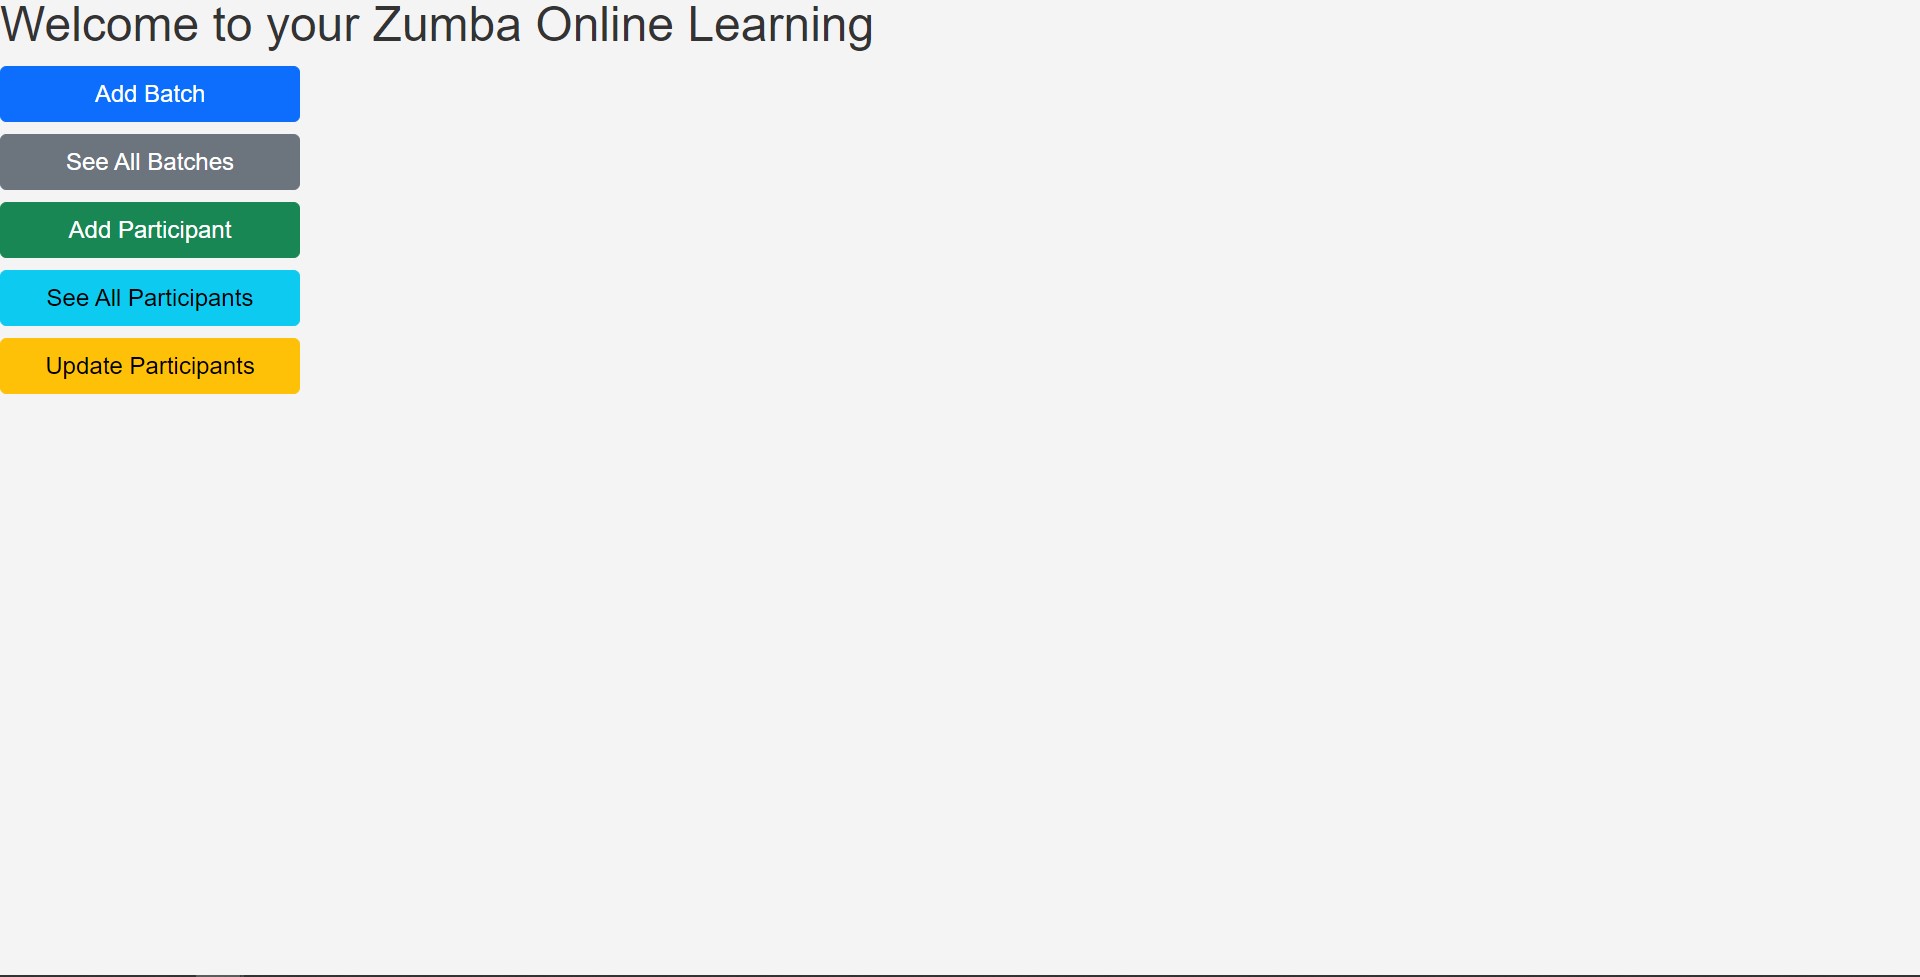 Welcome to your Zumba Online Learning
Add Batch
See All Batches
Add Participant
See All Participants
Update Participants